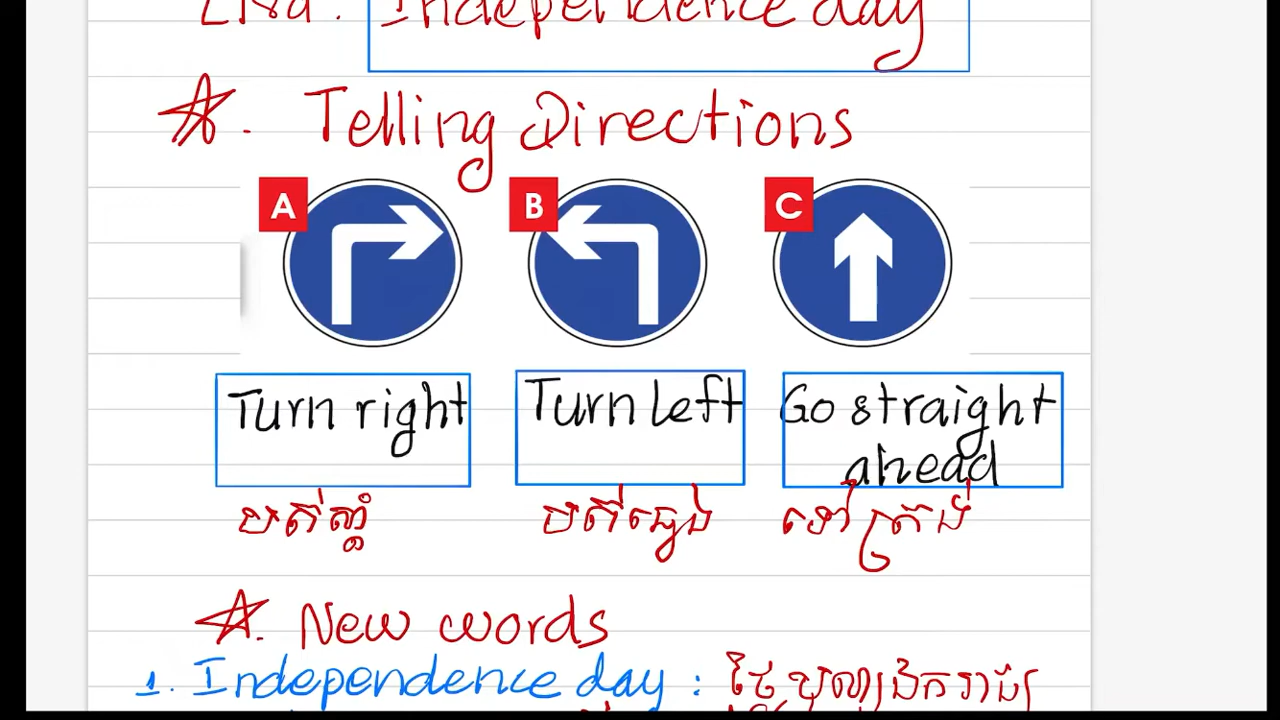 Independence day
☆. Telling Directions
A B C
Turn right Turn left Go straight
ahead
បត់ស្តាំ បត់ឆ្វេង ទៅត្រង់
☆. New words
1. Independence day : ថ្ងៃបុណ្យឯករាជ្យ